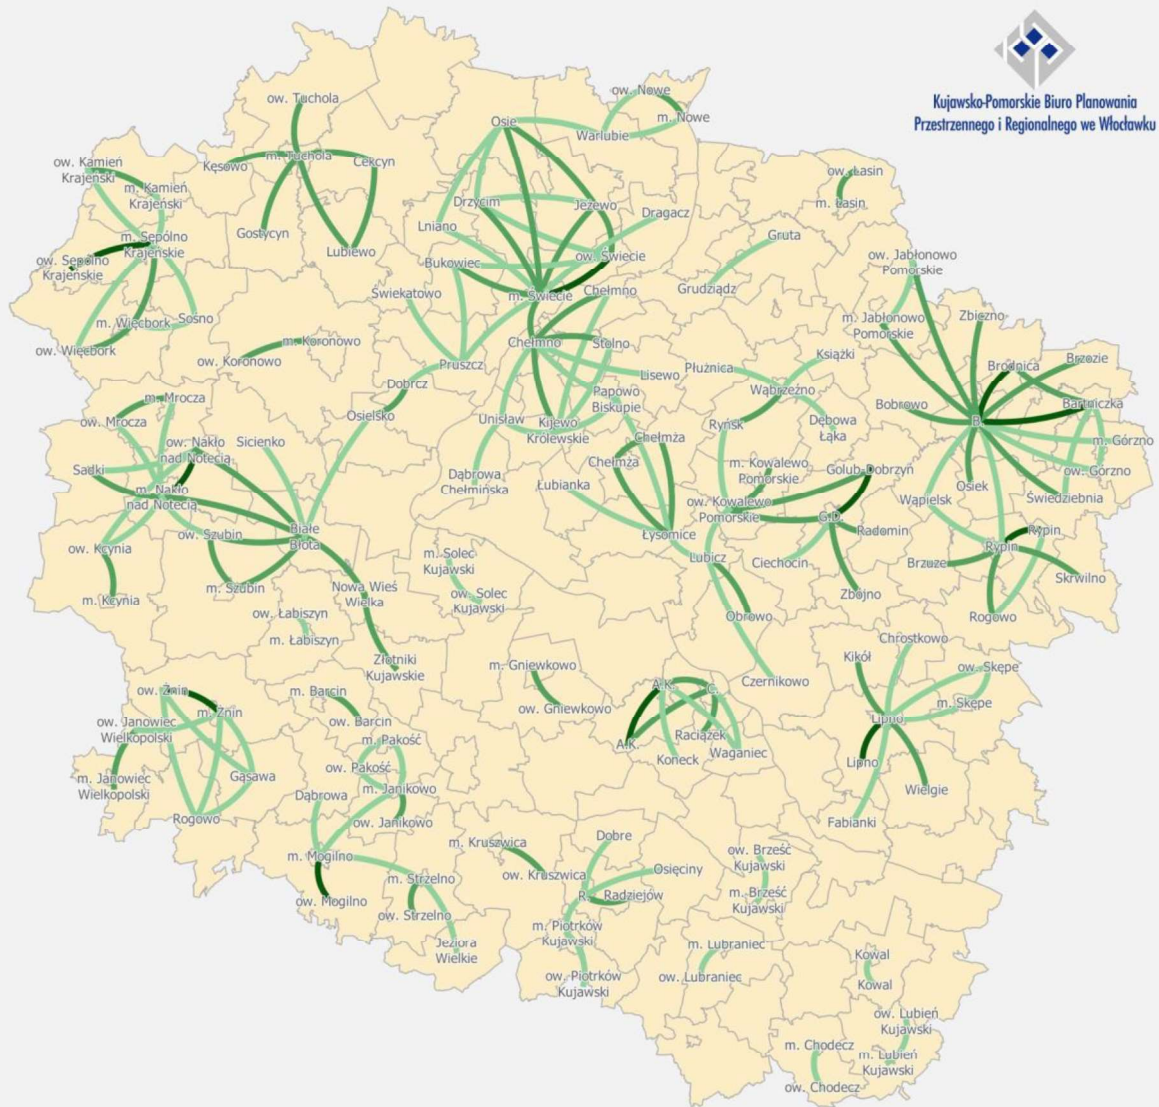 Kujawsko-Pomorskie Biuro Planowania
Przestrzennego i Regionalnego we Włocławku
ow. Tuchola
ow. Nowe
m. Nowe
Osie
Warlubie
ow. Kamień
Krajeński
Kęsowo
m. Tuchola
Cekcyn
ow. Łasin
m. Łasin
m. Kamień
Krajeński
Drzycim
Jeżewo
Dragacz
Lniano
Gostycyn
Lubiewo
m. Sępólno
Krajeńskie
ow. Sępólno
Krajeńskie
Gruta
ow. Świecie
Bukowiec
ow. Jabłonowo
Pomorskie
Świekatowo
m. Świecie
Chełmno
Grudziądz
m. Więcbork
Sośno
ow. Więcbork
m. Koronowo
ow. Koronowo
Chełmno
Stolno
m. Jabłonowo
Pomorskie
Zbiczno
Pruszcz
Lisewo
Płużnica
Książki
Brodnica
Brzozie
Dobrcz
Papowo
Biskupie
Wąbrzeźno
m. Mrocza
ow. Mrocza
Osielsko
Unisław
Kijewo
Królewskie
Ryńsk
Dębowa
Łąka
Bobrowo
B.
Bartniczka
ow. Nakło
nad Notecią
Sicienko
Chełmża
Chełmża
m. Górzno
ow. Górzno
Sadki
m. Nakło
nad Notecią
Dąbrowa
Chełmińska
Łubianka
m. Kowalewo
Pomorskie
Golub-Dobrzyń
Osiek
Wąpielsk
Świedziebnia
ow. Kowalewo
Pomorskie
G.D.
Radomin
Białe
Błota
ow. Szubin
ow. Kcynia
Łysomice
Lubicz
Ciechocin
Rypin
Rypin
m. Solec
Kujawski
Brzuze
Skrwilno
m. Szubin
m. Kcynia
Nowa Wieś
Wielka
ow. Solec
Kujawski
Zbójno
Obrowo
Rogowo
ow. Łabiszyn
m. Łabiszyn
Chrostkowo
Złotniki
Kujawskie
m. Gniewkowo
ow. Gniewkowo
Czernikowo
Kikół
ow. Skępe
m. Skępe
ow. Żnin
m. Żnin
m. Barcin
ow. Barcin
A.K.
C.
Lipno
ow. Janowiec
Wielkopolski
m. Pakość
ow. Pakość
A.K.
Raciążek
Koneck
Waganiec
Lipno
m. Janowiec
Wielkopolski
Gąsawa
Dąbrowa
m. Janikowo
ow. Janikowo
Wielgie
Fabianki
Rogowo
m. Mogilno
ow. Mogilno
m. Kruszwica
ow. Kruszwica
Dobre
Osięciny
ow. Brześć
Kujawski
m. Brześć
Kujawski
m. Strzelno
ow. Strzelno
R.
Radziejów
m. Piotrków
Kujawski
Jeziora
Wielkie
m. Lubraniec
ow. Lubraniec
Kowal
Kowal
ow. Piotrków
Kujawski
ow. Lubień
Kujawski
m. Lubień
Kujawski
m. Chodecz
ow. Chodecz